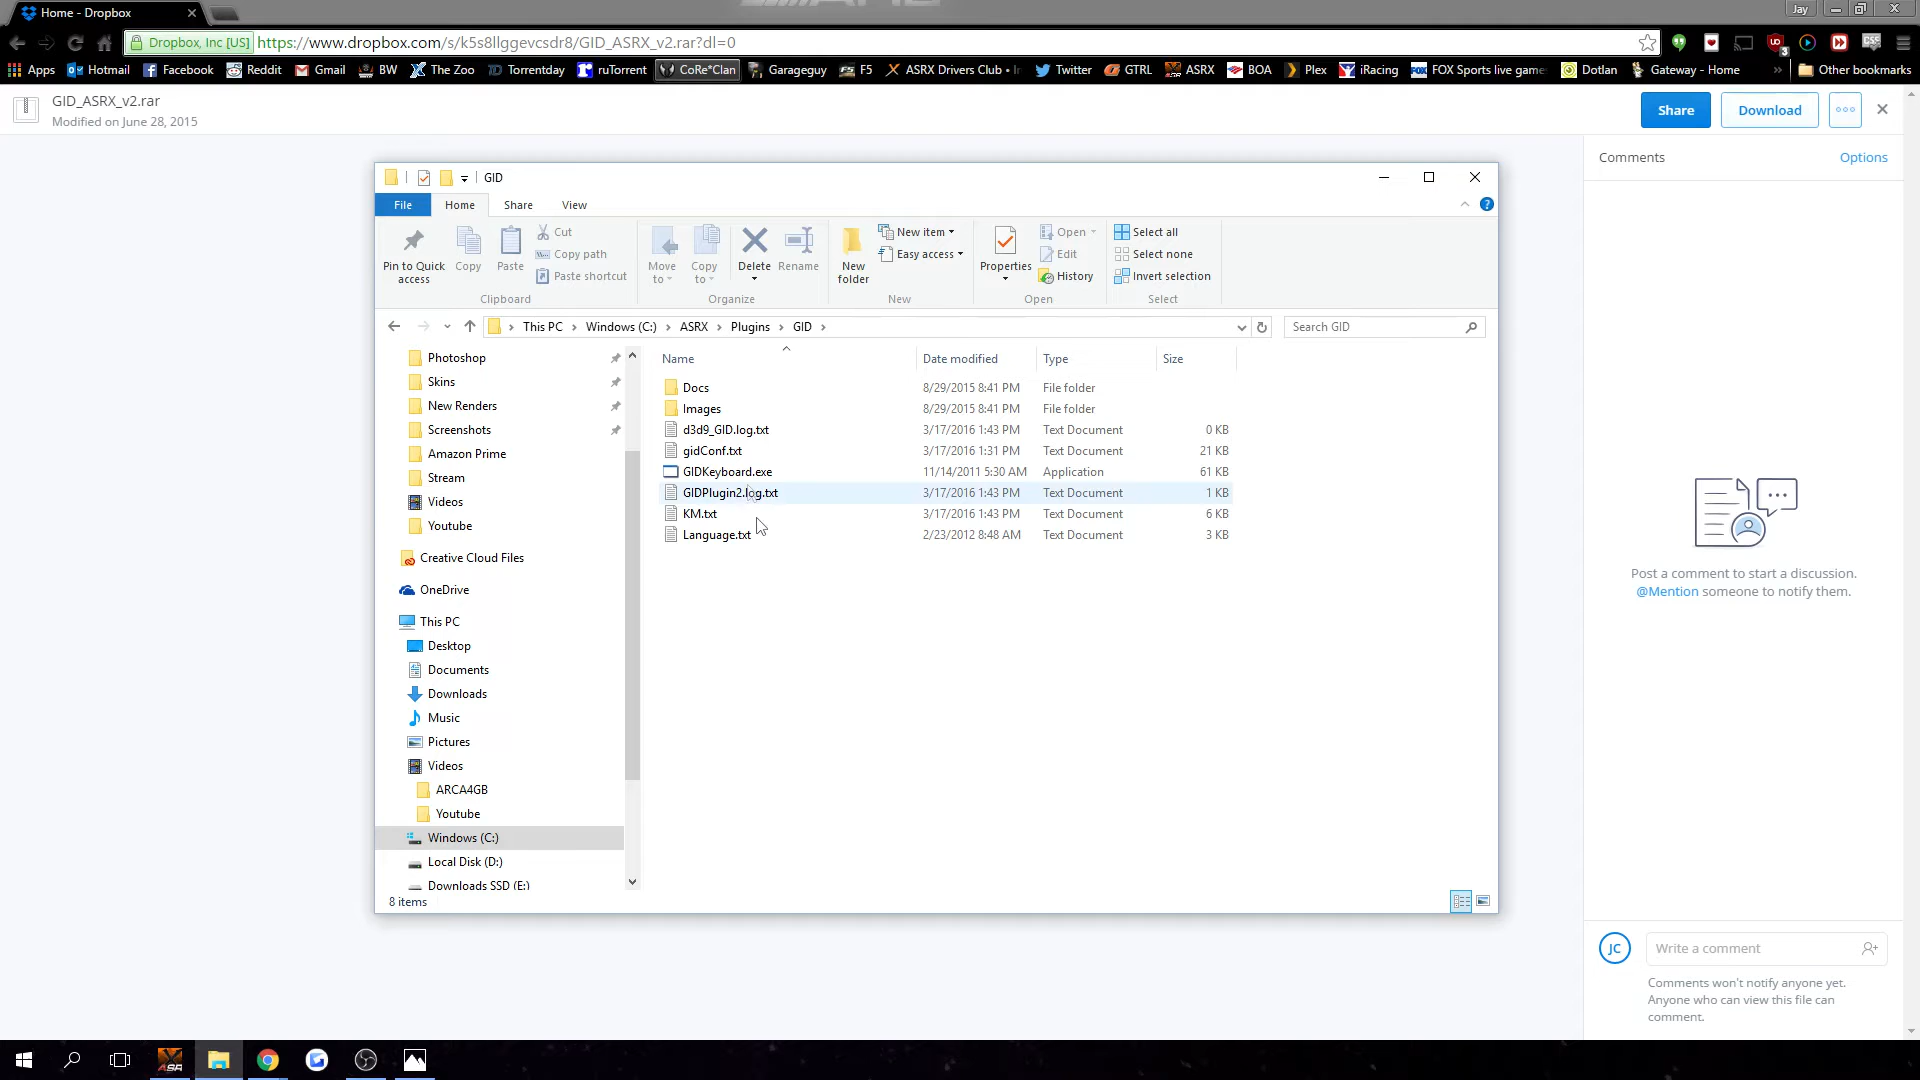 Home - Dropbox
Jay
Dropbox, Inc [US] https://www.dropbox.com/s/k5s8llggevcsdr8/GID_ASRX_v2.rar?dl=0
3
CSS
Apps Hotmail Facebook Reddit Gmail BW The Zoo Torrentday ruTorrent CoRe*Clan Garageguy F5 ASRX Drivers Club • Twitter GTRL ASRX BOA Plex iRacing FOX Sports live game Dotlan Gateway - Home » Other bookmarks
GID_ASRX_v2.rar
Modified on June 28, 2015
Share Download
Comments Options
GID
File Home Share View
Pin to Quick access
Copy
Paste
Cut
Copy path
Paste shortcut
Clipboard
Move to
Copy to
Delete
Rename
Organize
New folder
New item
Easy access
New
Properties
Open
Edit
History
Open
Select all
Select none
Invert selection
Select
This PC > Windows (C:) > ASRX > Plugins > GID >
Search GID
Photoshop
Skins
New Renders
Screenshots
Amazon Prime
Stream
Videos
Youtube
Creative Cloud Files
OneDrive
This PC
Desktop
Documents
Downloads
Music
Pictures
Videos
ARCA4GB
Youtube
Windows (C:)
Local Disk (D:)
Downloads SSD (E:)
Name Date modified Type Size
Docs 8/29/2015 8:41 PM File folder
Images 8/29/2015 8:41 PM File folder
d3d9_GID.log.txt 3/17/2016 1:43 PM Text Document 0 KB
gidConf.txt 3/17/2016 1:31 PM Text Document 21 KB
GIDKeyboard.exe 11/14/2011 5:30 AM Application 61 KB
GIDPlugin2.log.txt 3/17/2016 1:43 PM Text Document 1 KB
KM.txt 3/17/2016 1:43 PM Text Document 6 KB
Language.txt 2/23/2012 8:48 AM Text Document 3 KB
8 items
Post a comment to start a discussion.
@Mention someone to notify them.
JC
Write a comment
Comments won't notify anyone yet.
Anyone who can view this file can
comment.